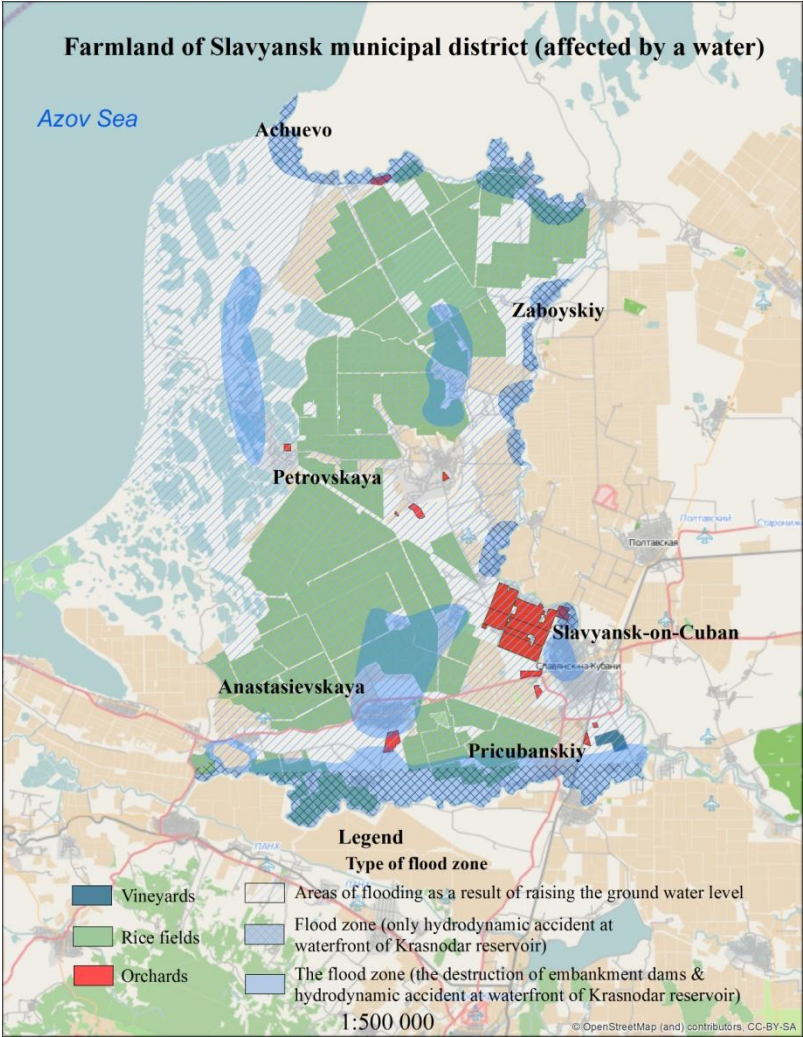 Farmland of Slavyansk municipal district (affected by a water)
Azov Sea
Achuevo
Zaboyskiy
Petrovskaya
Полтавский
Полтавская
Slavyansk-on-Cuban
Славянск-на-Кубани
Anastasievskaya
Pricubanskiy
ПАНХ
Legend
Type of flood zone
Vineyards
Rice fields
Orchards
Areas of flooding as a result of raising the ground water level
Flood zone (only hydrodynamic accident at
waterfront of Krasnodar reservoir)
The flood zone (the destruction of embankment dams &
hydrodynamic accident at waterfront of Krasnodar reservoir)
1:500 000
© OpenStreetMap (and) contributors, CC-BY-SA